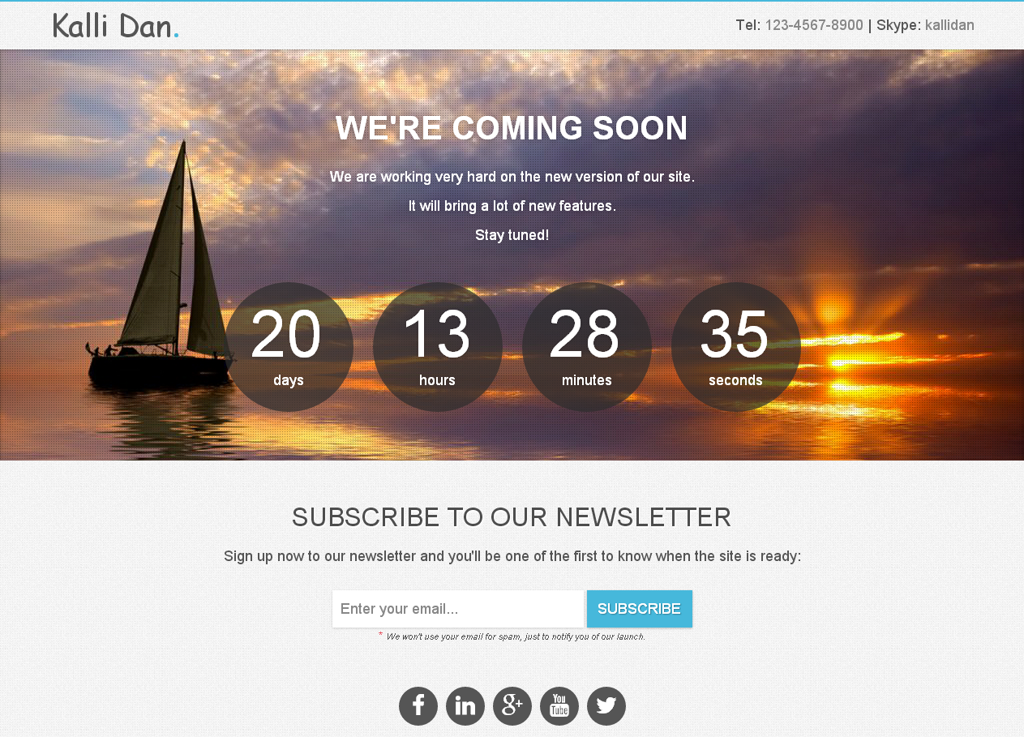 Kalli Dan.
Tel: 123-4567-8900 | Skype: kallidan
WE'RE COMING SOON
We are working very hard on the new version of our site.
It will bring a lot of new features.
Stay tuned!
20 13 28 35
days hours minutes seconds
SUBSCRIBE TO OUR NEWSLETTER
Sign up now to our newsletter and you'll be one of the first to know when the site is ready:
Enter your email... SUBSCRIBE
* We won't use your email for spam, just to notify you of our launch.
f in g+ You Tube